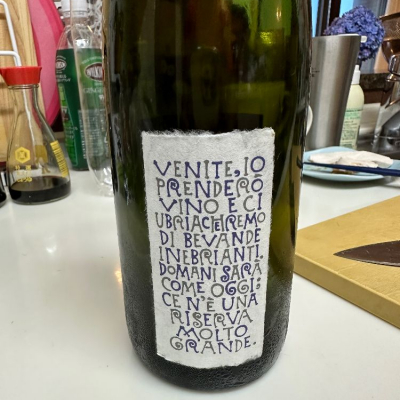 VENITE, IO
PRENDERÒ
VINO E CI
UBRIACHEREMO
DI BEVANDE
INEBRIANTI.
DOMANI SARÀ
COME OGGI:
CE N'È UNA
RISERVA
MOLTO
GRANDE.